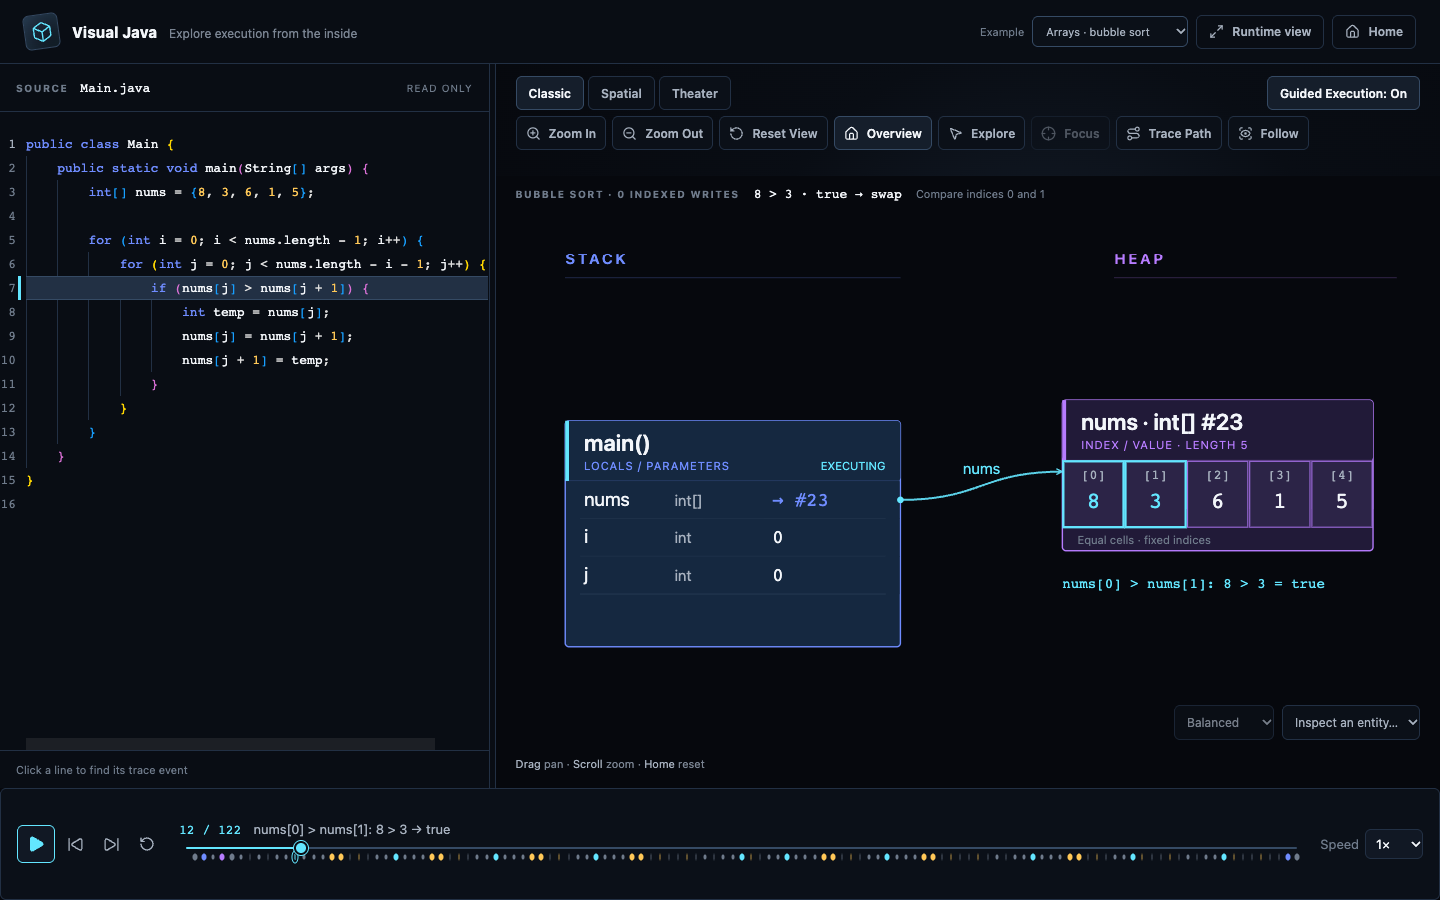 Visual Java Explore execution from the inside
Example Arrays · bubble sort Runtime view Home
SOURCE Main.java READ ONLY
1 public class Main {
2 public static void main(String[] args) {
3 int[] nums = {8, 3, 6, 1, 5};
4
5 for (int i = 0; i < nums.length - 1; i++) {
6 for (int j = 0; j < nums.length - i - 1; j++) {
7 if (nums[j] > nums[j + 1]) {
8 int temp = nums[j];
9 nums[j] = nums[j + 1];
10 nums[j + 1] = temp;
11 }
12 }
13 }
14 }
15 }
16
Click a line to find its trace event
Classic Spatial Theater Guided Execution: On
Zoom In Zoom Out Reset View Overview Explore Focus Trace Path Follow
BUBBLE SORT · 0 INDEXED WRITES 8 > 3 · true → swap Compare indices 0 and 1
STACK
HEAP
main()
LOCALS / PARAMETERS EXECUTING
nums int[] → #23
i int 0
j int 0
nums
nums · int[] #23
INDEX / VALUE · LENGTH 5
[0] [1] [2] [3] [4]
8 3 6 1 5
Equal cells · fixed indices
nums[0] > nums[1]: 8 > 3 = true
Balanced Inspect an entity...
Drag pan · Scroll zoom · Home reset
12 / 122 nums[0] > nums[1]: 8 > 3 → true
Speed 1×